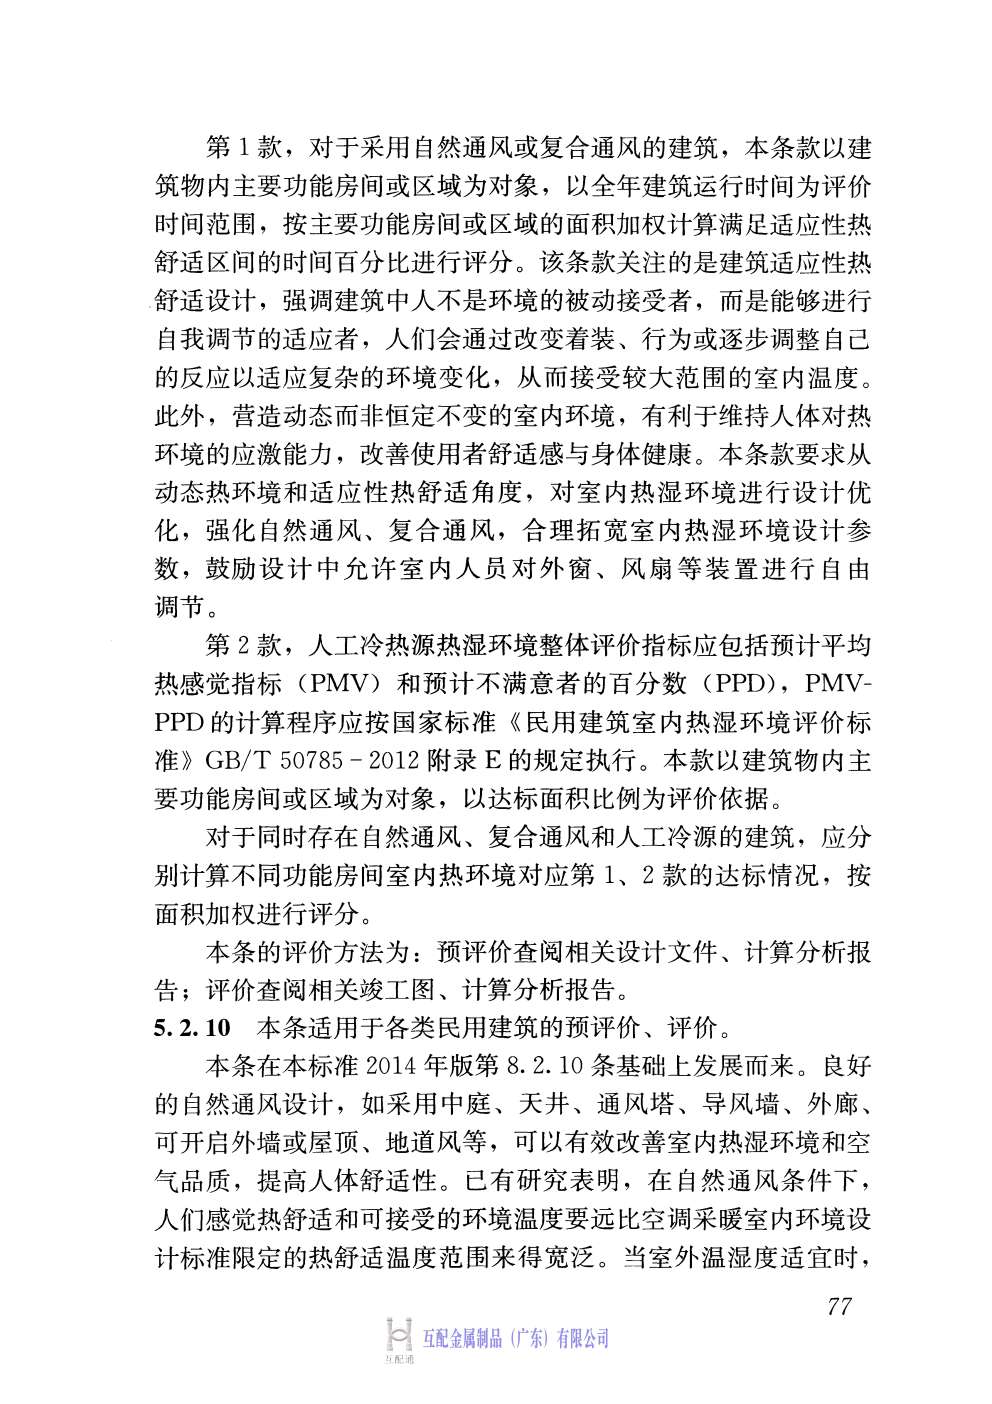 第 1 款，对于采用自然通风或复合通风的建筑，本条款以建
筑物内主要功能房间或区域为对象，以全年建筑运行时间为评价
时间范围，按主要功能房间或区域的面积加权计算满足适应性热
舒适区间的时间百分比进行评分。该条款关注的是建筑适应性热
舒适设计，强调建筑中人不是环境的被动接受者，而是能够进行
自我调节的适应者，人们会通过改变着装、行为或逐步调整自己
的反应以适应复杂的环境变化，从而接受较大范围的室内温度。
此外，营造动态而非恒定不变的室内环境，有利于维持人体对热
环境的应激能力，改善使用者舒适感与身体健康。本条款要求从
动态热环境和适应性热舒适角度，对室内热湿环境进行设计优
化，强化自然通风、复合通风，合理拓宽室内热湿环境设计参
数，鼓励设计中允许室内人员对外窗、风扇等装置进行自由
调节。
第 2 款，人工冷热源热湿环境整体评价指标应包括预计平均
热感觉指标（PMV）和预计不满意者的百分数（PPD），PMV-
PPD 的计算程序应按国家标准《民用建筑室内热湿环境评价标
准》GB/T 50785－2012 附录 E 的规定执行。本款以建筑物内主
要功能房间或区域为对象，以达标面积比例为评价依据。
对于同时存在自然通风、复合通风和人工冷源的建筑，应分
别计算不同功能房间室内热环境对应第 1、2 款的达标情况，按
面积加权进行评分。
本条的评价方法为：预评价查阅相关设计文件、计算分析报
告；评价查阅相关竣工图、计算分析报告。
5.2.10 本条适用于各类民用建筑的预评价、评价。
本条在本标准 2014 年版第 8.2.10 条基础上发展而来。良好
的自然通风设计，如采用中庭、天井、通风塔、导风墙、外廊、
可开启外墙或屋顶、地道风等，可以有效改善室内热湿环境和空
气品质，提高人体舒适性。已有研究表明，在自然通风条件下，
人们感觉热舒适和可接受的环境温度要远比空调采暖室内环境设
计标准限定的热舒适温度范围来得宽泛。当室外温湿度适宜时，
77
互配通
互配金属制品（广东）有限公司